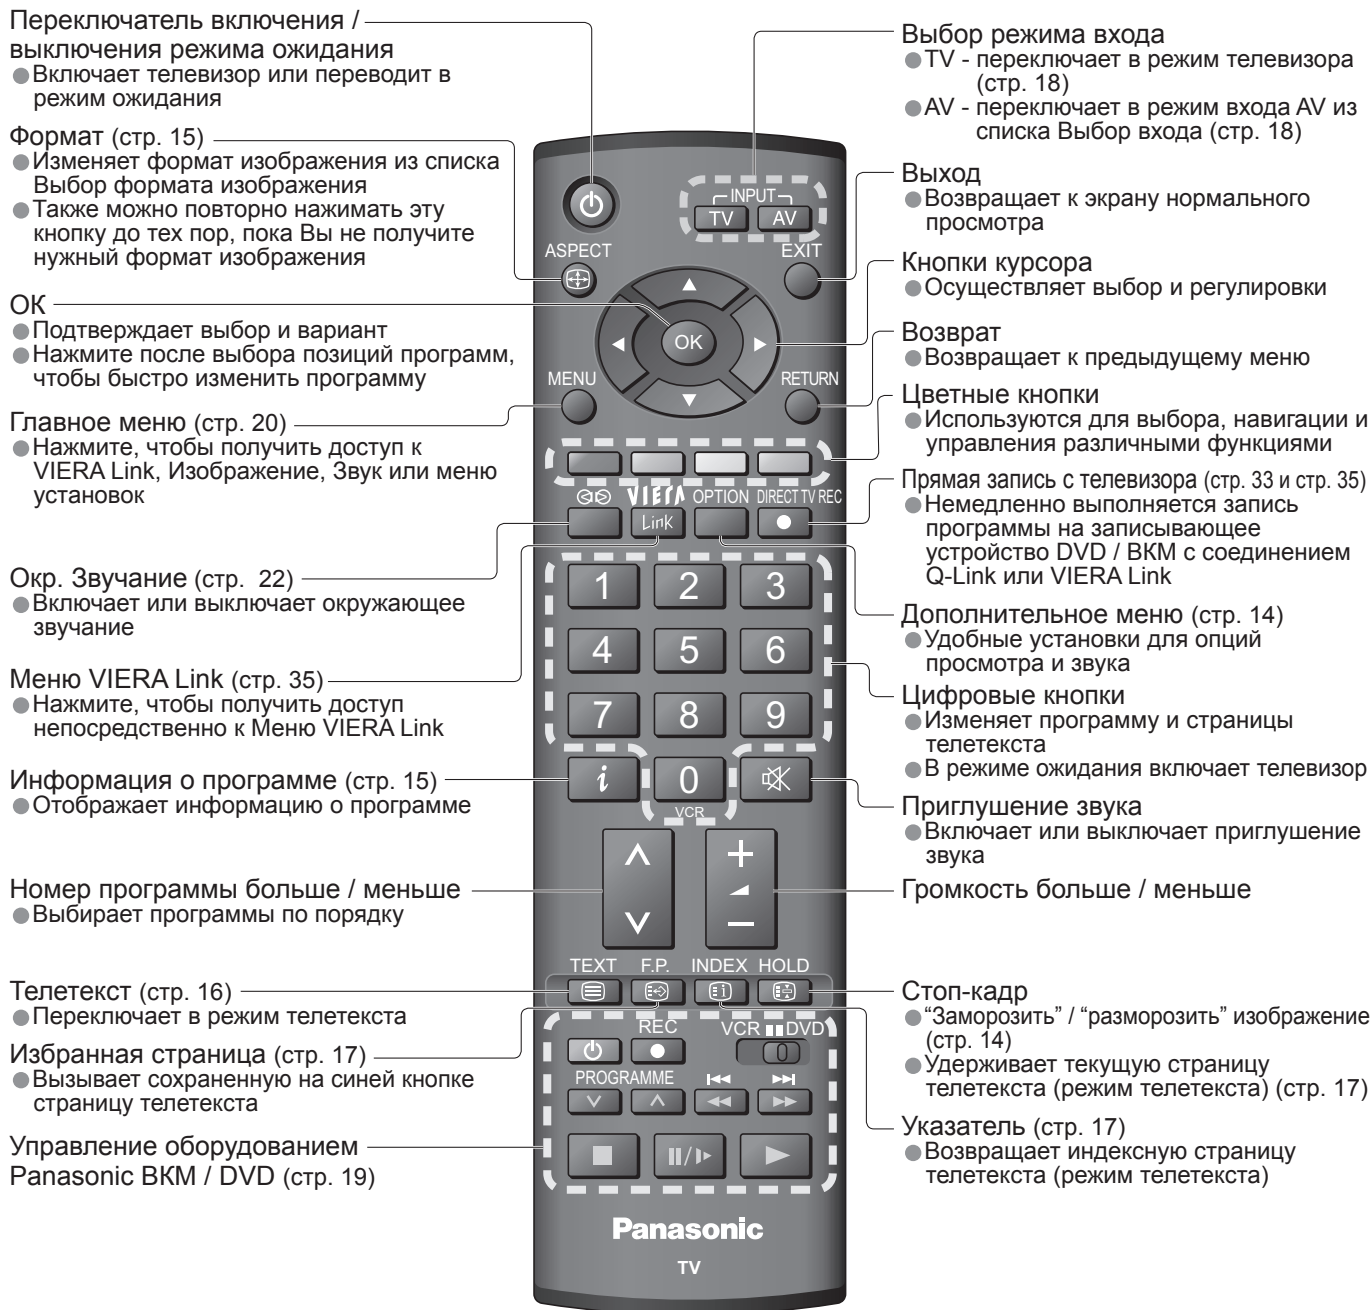 Переключатель включения /
выключения режима ожидания
●Включает телевизор или переводит в
режим ожидания
Формат (стр. 15)
●Изменяет формат изображения из списка
Выбор формата изображения
●Также можно повторно нажимать эту
кнопку до тех пор, пока Вы не получите
нужный формат изображения
ОК
●Подтверждает выбор и вариант
●Нажмите после выбора позиций программ,
чтобы быстро изменить программу
Главное меню (стр. 20)
●Нажмите, чтобы получить доступ к
VIERA Link, Изображение, Звук или меню
установок
Окр. Звучание (стр. 22)
●Включает или выключает окружающее
звучание
Меню VIERA Link (стр. 35)
●Нажмите, чтобы получить доступ
непосредственно к Меню VIERA Link
Информация о программе (стр. 15)
●Отображает информацию о программе
Номер программы больше / меньше
●Выбирает программы по порядку
Телетекст (стр. 16)
●Переключает в режим телетекста
Избранная страница (стр. 17)
●Вызывает сохраненную на синей кнопке
страницу телетекста
Управление оборудованием
Panasonic ВКМ / DVD (стр. 19)
INPUT
TV AV
ASPECT EXIT
OK
MENU RETURN
VIERA OPTION DIRECT TV REC
Link
1 2 3
4 5 6
7 8 9
i 0
VCR
+
−
TEXT F.P. INDEX HOLD
REC VCR DVD
PROGRAMME
Panasonic
TV
Выбор режима входа
●TV - переключает в режим телевизора
(стр. 18)
●AV - переключает в режим входа AV из
списка Выбор входа (стр. 18)
Выход
●Возвращает к экрану нормального
просмотра
Кнопки курсора
●Осуществляет выбор и регулировки
Возврат
●Возвращает к предыдущему меню
Цветные кнопки
●Используются для выбора, навигации и
управления различными функциями
Прямая запись с телевизора (стр. 33 и стр. 35)
●Немедленно выполняется запись
программы на записывающее
устройство DVD / ВКМ с соединением
Q-Link или VIERA Link
Дополнительное меню (стр. 14)
●Удобные установки для опций
просмотра и звука
Цифровые кнопки
●Изменяет программу и страницы
телетекста
●В режиме ожидания включает телевизор
Приглушение звука
●Включает или выключает приглушение
звука
Громкость больше / меньше
Стоп-кадр
●“Заморозить” / “разморозить” изображение
(стр. 14)
●Удерживает текущую страницу
телетекста (режим телетекста) (стр. 17)
Указатель (стр. 17)
●Возвращает индексную страницу
телетекста (режим телетекста)